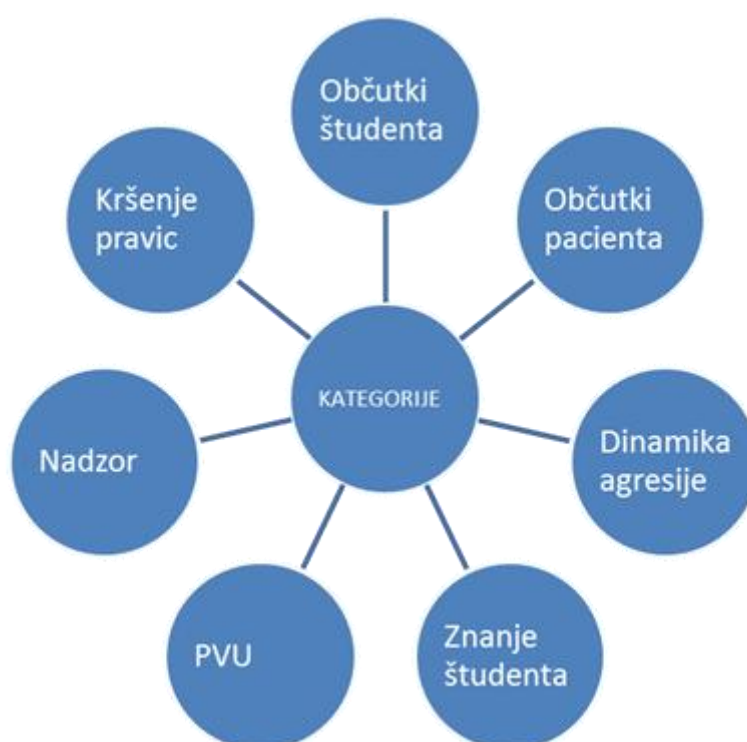 Občutki
študenta
Občutki
pacienta
Dinamika
agresije
Znanje
študenta
PVU
Nadzor
Kršenje
pravic
KATEGORIJE